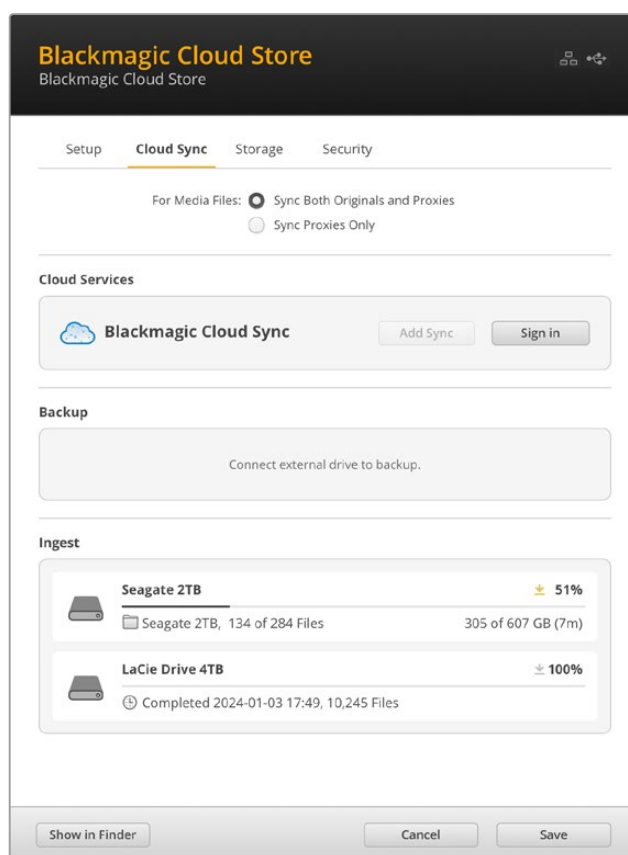 Blackmagic Cloud Store
Blackmagic Cloud Store
Setup Cloud Sync Storage Security
For Media Files: Sync Both Originals and Proxies
Sync Proxies Only
Cloud Services
Blackmagic Cloud Sync Add Sync Sign in
Backup
Connect external drive to backup.
Ingest
Seagate 2TB 51%
Seagate 2TB, 134 of 284 Files 305 of 607 GB (7m)
LaCie Drive 4TB 100%
Completed 2024-01-03 17:49, 10,245 Files
Show in Finder Cancel Save